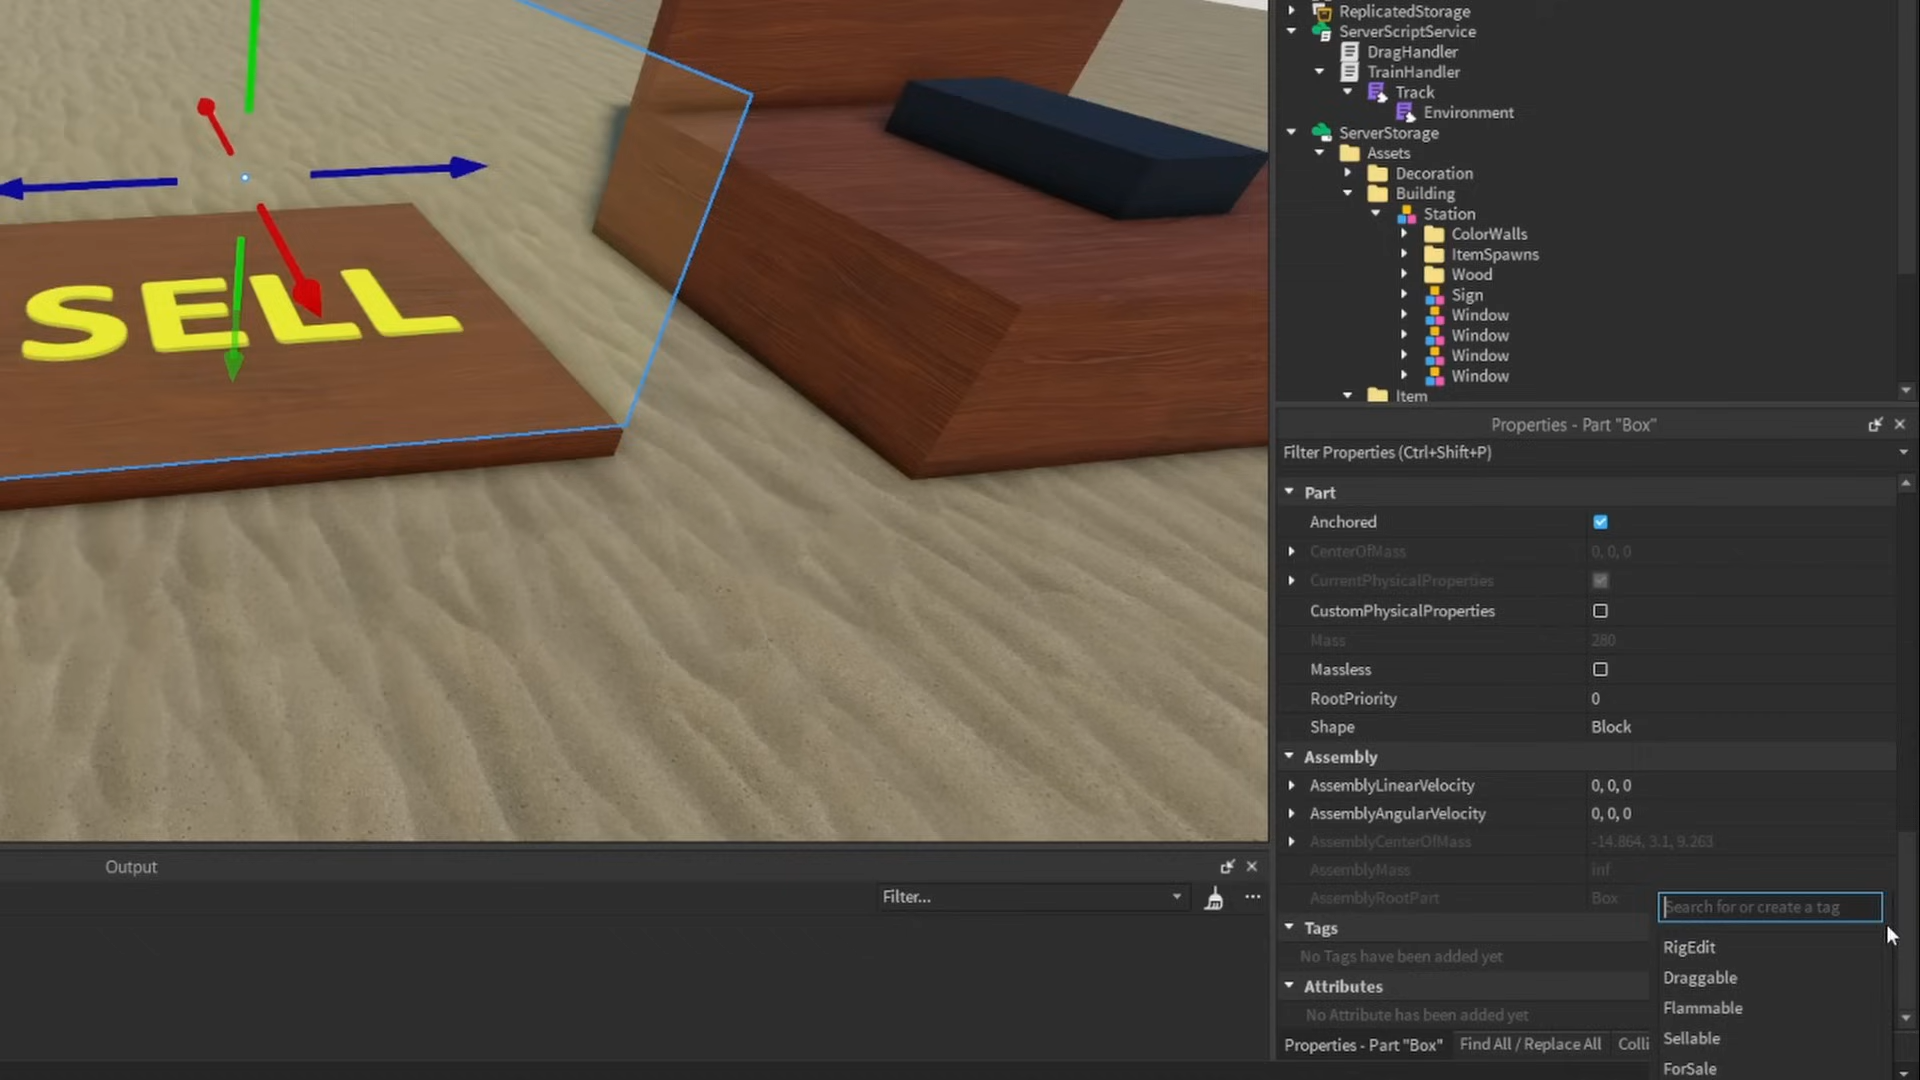 SELL
ReplicatedStorage
ServerScriptService
DragHandler
TrainHandler
Track
Environment
ServerStorage
Assets
Decoration
Building
Station
ColorWalls
ItemSpawns
Wood
Sign
Window
Window
Window
Window
Item
Properties - Part "Box"
Filter Properties (Ctrl+Shift+P)
Part
Anchored
CenterOfMass 0, 0, 0
CurrentPhysicalProperties
CustomPhysicalProperties
Mass 280
Massless
RootPriority 0
Shape Block
Assembly
AssemblyLinearVelocity 0, 0, 0
AssemblyAngularVelocity 0, 0, 0
AssemblyCenterOfMass -14.864, 3.1, 9.263
AssemblyMass inf
AssemblyRootPart Box
Tags
No Tags have been added yet
Attributes
No Attribute has been added yet
Search for or create a tag
RigEdit
Draggable
Flammable
Sellable
ForSale
Properties - Part "Box" Find All / Replace All Colli
Output
Filter...